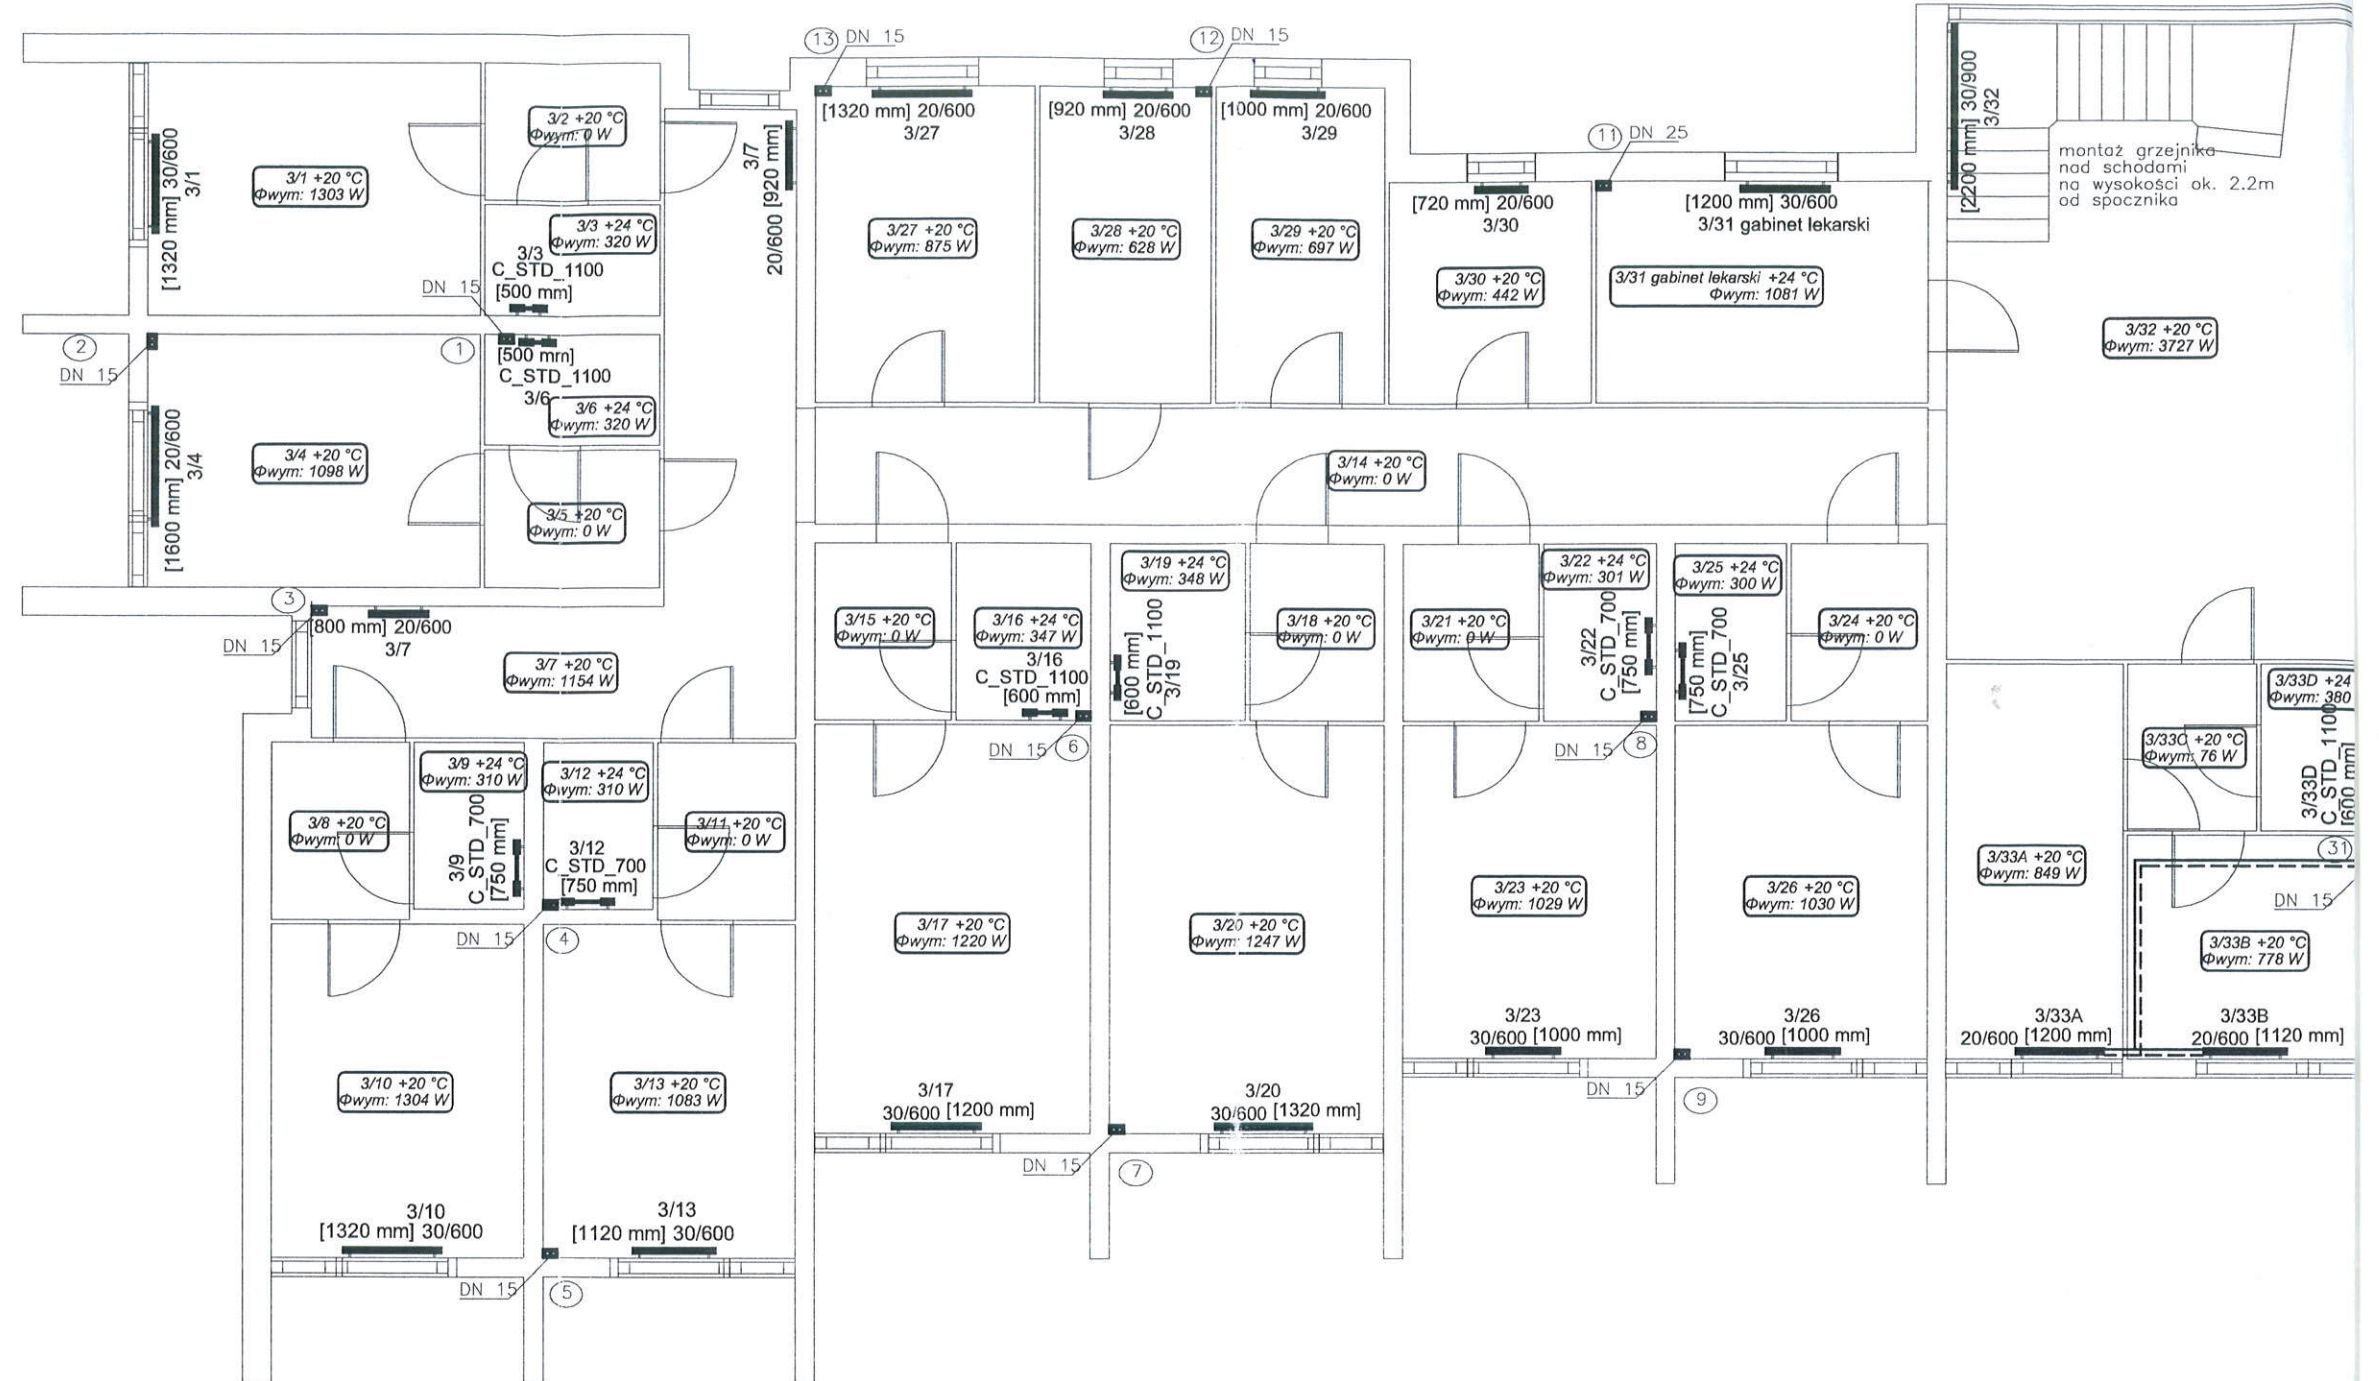 13
DN 15
12
DN 15
[1320 mm] 20/600
3/27
[920 mm] 20/600
3/28
[1000 mm] 20/600
3/29
11
DN 25
[2200 mm] 30/900
3/32
montaż grzejnika
nad schodami
na wysokości ok. 2.2m
od spocznika
[1320 mm] 30/600
3/1
3/1 +20 °C
Φwym: 1303 W
3/2 +20 °C
Φwym: 0 W
3/3 +24 °C
Φwym: 320 W
3/3
C_STD_1100
[500 mm]
DN 15
20/600 [920 mm]
3/7
3/27 +20 °C
Φwym: 875 W
3/28 +20 °C
Φwym: 628 W
3/29 +20 °C
Φwym: 697 W
[720 mm] 20/600
3/30
3/30 +20 °C
Φwym: 442 W
[1200 mm] 30/600
3/31 gabinet lekarski
3/31 gabinet lekarski +24 °C
Φwym: 1081 W
3/32 +20 °C
Φwym: 3727 W
2
DN 15
1
[500 mm]
C_STD_1100
3/6
3/6 +24 °C
Φwym: 320 W
[1600 mm] 20/600
3/4
3/4 +20 °C
Φwym: 1098 W
3/5 +20 °C
Φwym: 0 W
3/14 +20 °C
Φwym: 0 W
3
DN 15
[800 mm] 20/600
3/7
3/7 +20 °C
Φwym: 1154 W
3/15 +20 °C
Φwym: 0 W
3/16 +24 °C
Φwym: 347 W
3/16
C_STD_1100
[600 mm]
DN 15
6
3/19 +24 °C
Φwym: 348 W
[600 mm]
C_STD_1100
3/19
3/18 +20 °C
Φwym: 0 W
3/21 +20 °C
Φwym: 0 W
3/22 +24 °C
Φwym: 301 W
3/22
C_STD_700
[750 mm]
DN 15
8
3/25 +24 °C
Φwym: 300 W
[750 mm]
C_STD_700
3/25
3/24 +20 °C
Φwym: 0 W
3/33D +24
Φwym: 380
3/33D
C_STD_1100
[600 mm]
3/33C +20 °C
Φwym: 76 W
31
DN 15
3/8 +20 °C
Φwym: 0 W
3/9 +24 °C
Φwym: 310 W
3/9
C_STD_700
[750 mm]
3/12 +24 °C
Φwym: 310 W
3/12
C_STD_700
[750 mm]
3/11 +20 °C
Φwym: 0 W
DN 15
4
3/17 +20 °C
Φwym: 1220 W
3/20 +20 °C
Φwym: 1247 W
3/23 +20 °C
Φwym: 1029 W
3/26 +20 °C
Φwym: 1030 W
3/33A +20 °C
Φwym: 849 W
3/33B +20 °C
Φwym: 778 W
3/23
30/600 [1000 mm]
3/26
30/600 [1000 mm]
3/33A
20/600 [1200 mm]
3/33B
20/600 [1120 mm]
3/10 +20 °C
Φwym: 1304 W
3/13 +20 °C
Φwym: 1083 W
3/17
30/600 [1200 mm]
3/20
30/600 [1320 mm]
DN 15
7
DN 15
9
3/10
[1320 mm] 30/600
3/13
[1120 mm] 30/600
DN 15
5